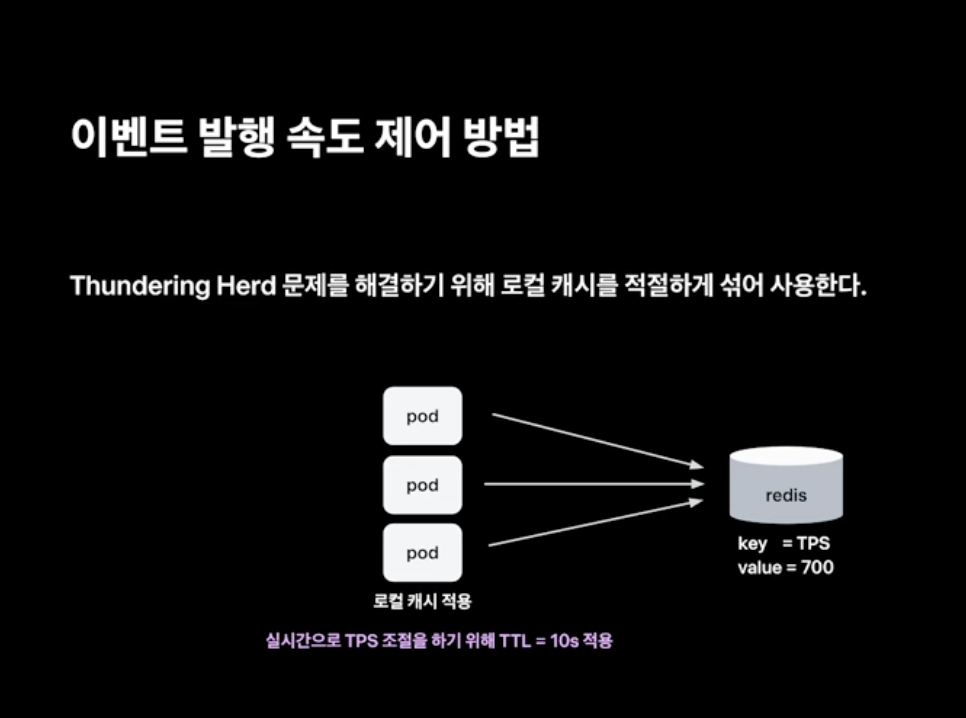 이벤트 발행 속도 제어 방법
Thundering Herd 문제를 해결하기 위해 로컬 캐시를 적절하게 섞어 사용한다.
pod
pod
pod
redis
key = TPS
value = 700
로컬 캐시 적용
실시간으로 TPS 조절을 하기 위해 TTL = 10s 적용